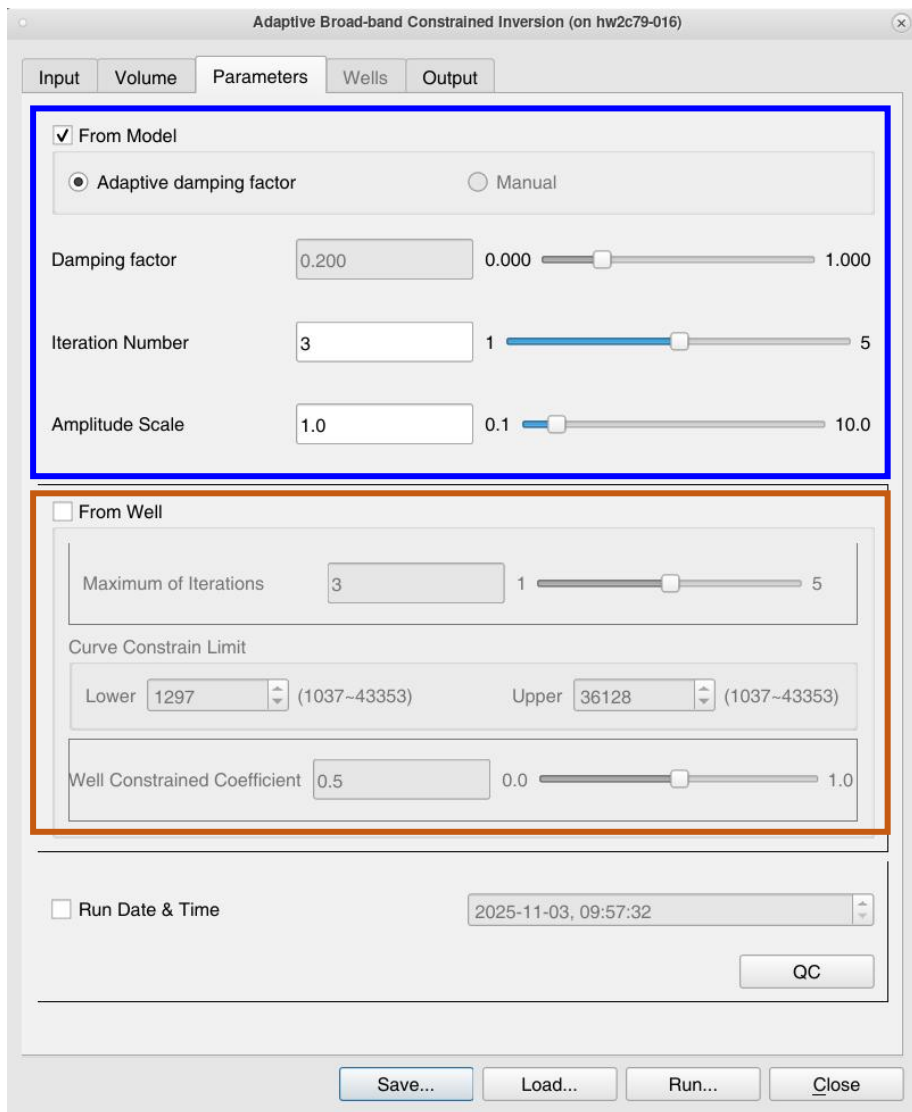 Adaptive Broad-band Constrained Inversion (on hw2c79-016)
Input Volume Parameters Wells Output
From Model
Adaptive damping factor Manual
Damping factor 0.200 0.000 1.000
Iteration Number 3 1 5
Amplitude Scale 1.0 0.1 10.0
From Well
Maximum of Iterations 3 1 5
Curve Constrain Limit
Lower 1297 (1037~43353) Upper 36128 (1037~43353)
Well Constrained Coefficient 0.5 0.0 1.0
Run Date & Time 2025-11-03, 09:57:32
QC
Save... Load... Run... Close